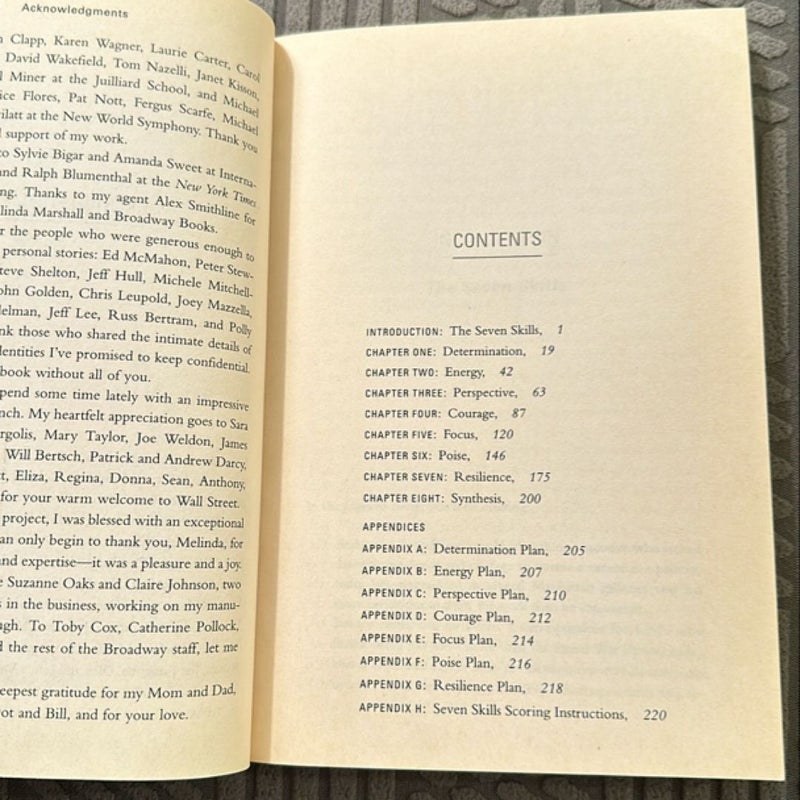 Acknowledgments
Clapp, Karen Wagner, Laurie Carter, Carol
David Wakefield, Tom Nazelli, Janet Kisson,
Miner at the Juilliard School, and Michael
Flores, Pat Nott, Fergus Scarfe, Michael
at the New World Symphony. Thank you
support of my work.
to Sylvie Bigar and Amanda Sweet at Interna-
and Ralph Blumenthal at the New York Times
Thanks to my agent Alex Smithline for
Marshall and Broadway Books.
the people who were generous enough to
personal stories: Ed McMahon, Peter Stew-
Shelton, Jeff Hull, Michele Mitchell-
Golden, Chris Leupold, Joey Mazzella,
Jeff Lee, Russ Bertram, and Polly
those who shared the intimate details of
I've promised to keep confidential.
book without all of you.
some time lately with an impressive
My heartfelt appreciation goes to Sara
Mary Taylor, Joe Weldon, James
Will Bertsch, Patrick and Andrew Darcy,
Eliza, Regina, Donna, Sean, Anthony,
for your warm welcome to Wall Street.
project, I was blessed with an exceptional
an only begin to thank you, Melinda, for
and expertise—it was a pleasure and a joy.
Suzanne Oaks and Claire Johnson, two
s in the business, working on my manu-
ugh. To Toby Cox, Catherine Pollock,
the rest of the Broadway staff, let me
eepest gratitude for my Mom and Dad,
ot and Bill, and for your love.
CONTENTS
INTRODUCTION: The Seven Skills, 1
CHAPTER ONE: Determination, 19
CHAPTER TWO: Energy, 42
CHAPTER THREE: Perspective, 63
CHAPTER FOUR: Courage, 87
CHAPTER FIVE: Focus, 120
CHAPTER SIX: Poise, 146
CHAPTER SEVEN: Resilience, 175
CHAPTER EIGHT: Synthesis, 200
APPENDICES
APPENDIX A: Determination Plan, 205
APPENDIX B: Energy Plan, 207
APPENDIX C: Perspective Plan, 210
APPENDIX D: Courage Plan, 212
APPENDIX E: Focus Plan, 214
APPENDIX F: Poise Plan, 216
APPENDIX G: Resilience Plan, 218
APPENDIX H: Seven Skills Scoring Instructions, 220